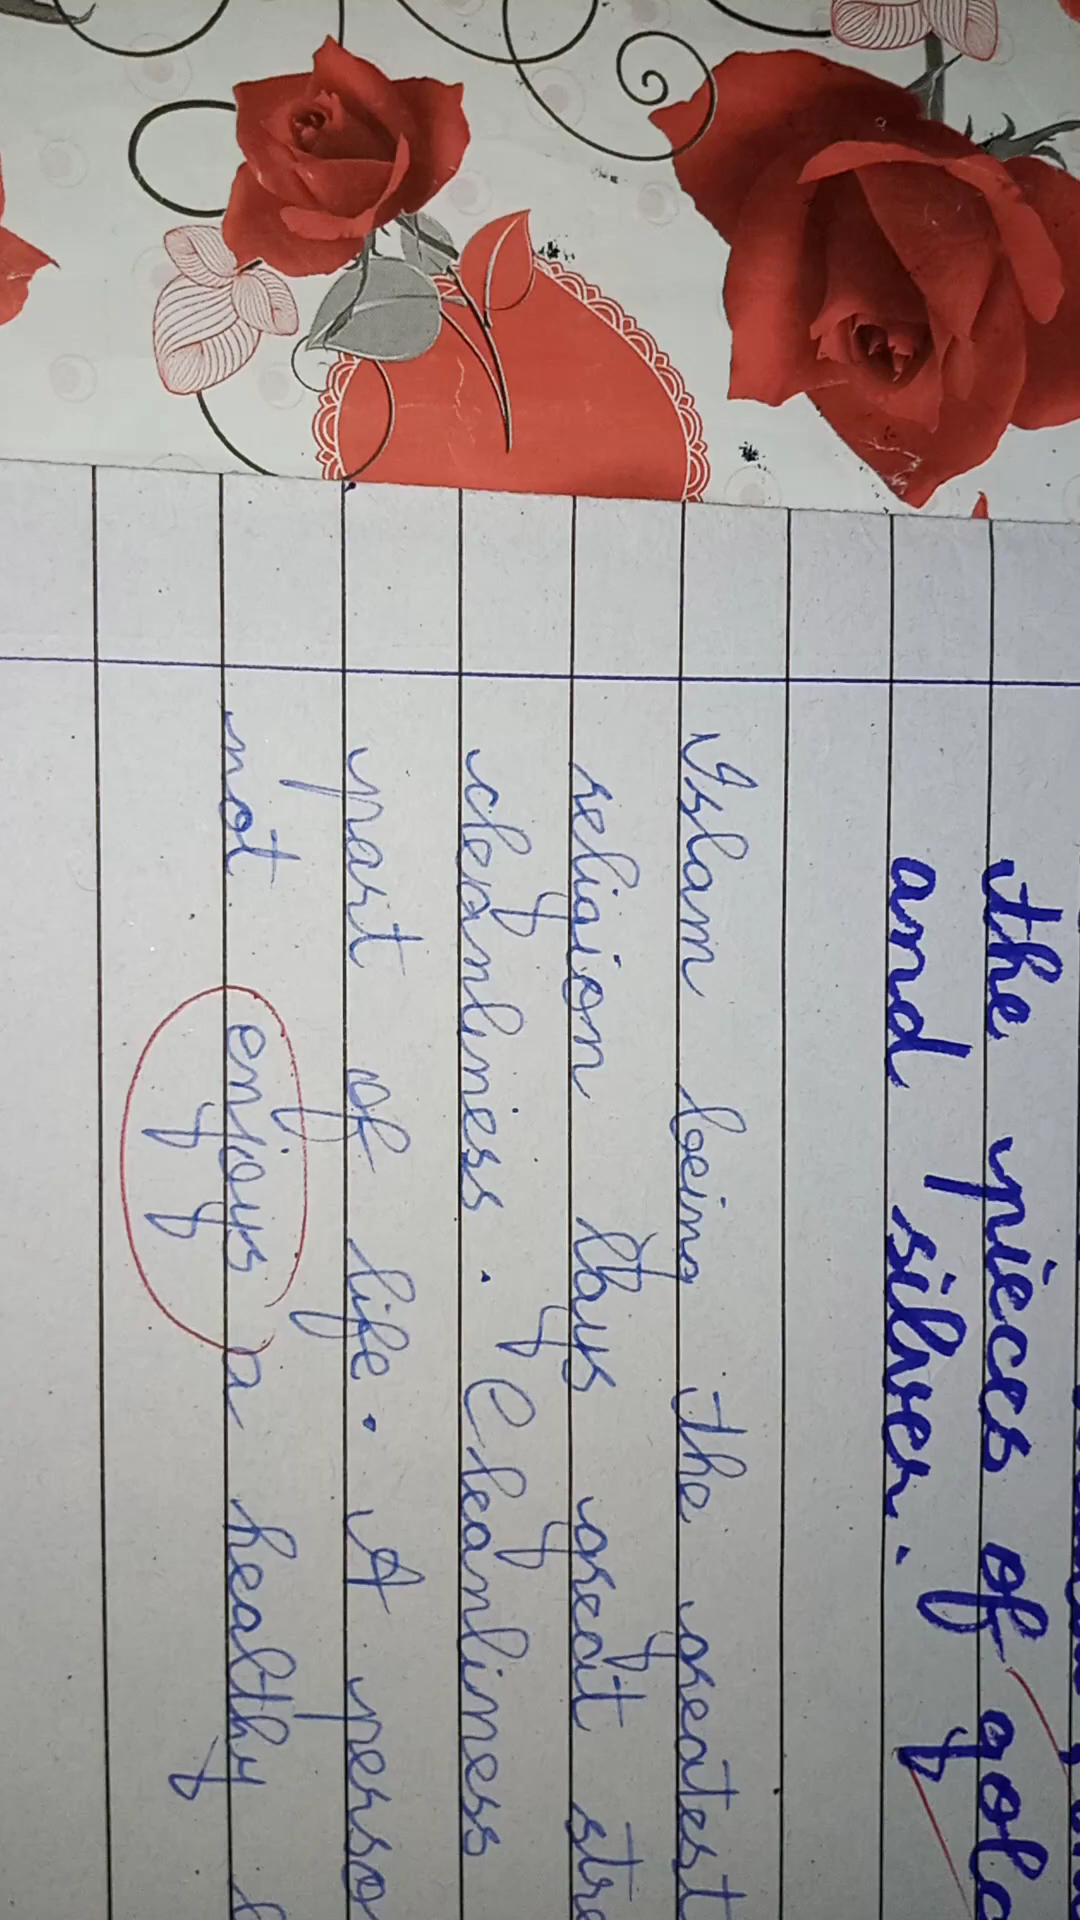 the pieces of gold
and silver.
Islam being the greatest
religion lays great
cleanliness. Cleanliness
part of life. A
not enjoys a healthy